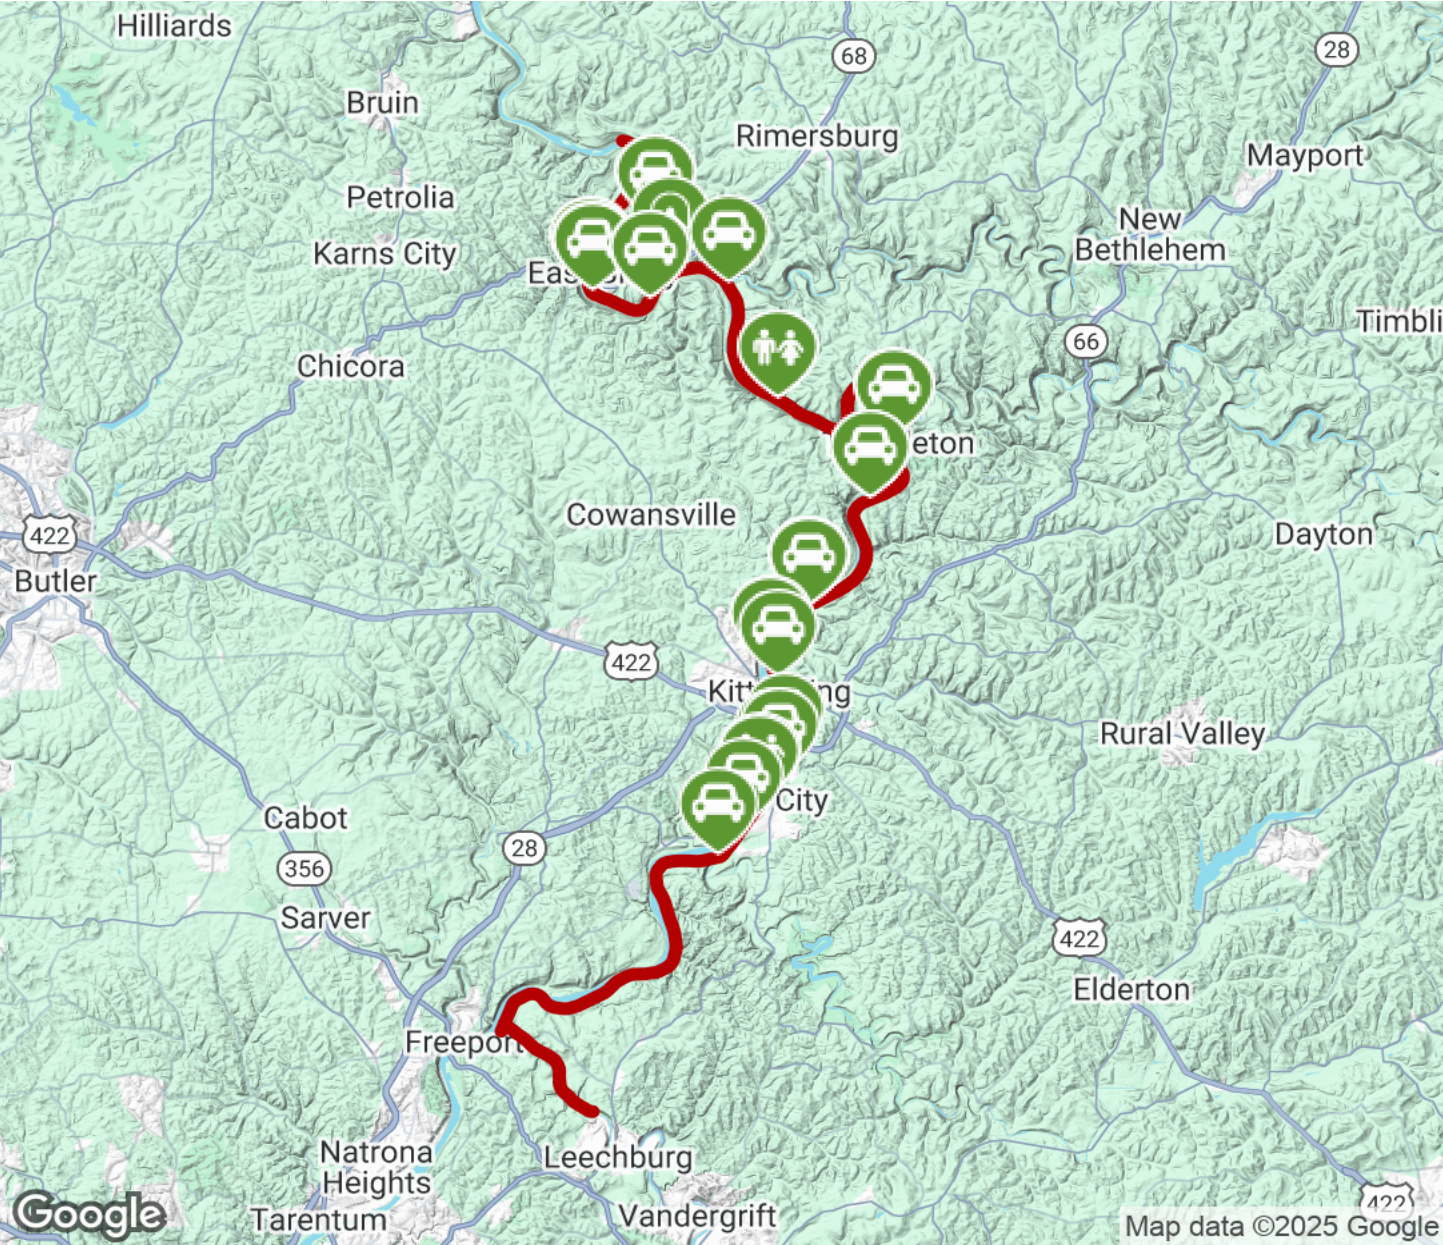 Hilliards
68
28
Bruin
Rimersburg
Mayport
Petrolia
New
Bethlehem
Karns City
Timbli
66
Chicora
eton
Cowansville
Dayton
422
Butler
422
City
Rural Valley
Cabot
28
356
Sarver
422
Elderton
Freeport
Natrona
Heights
Leechburg
Vandergrift
Tarentum
422
Google
Map data ©2025 Google